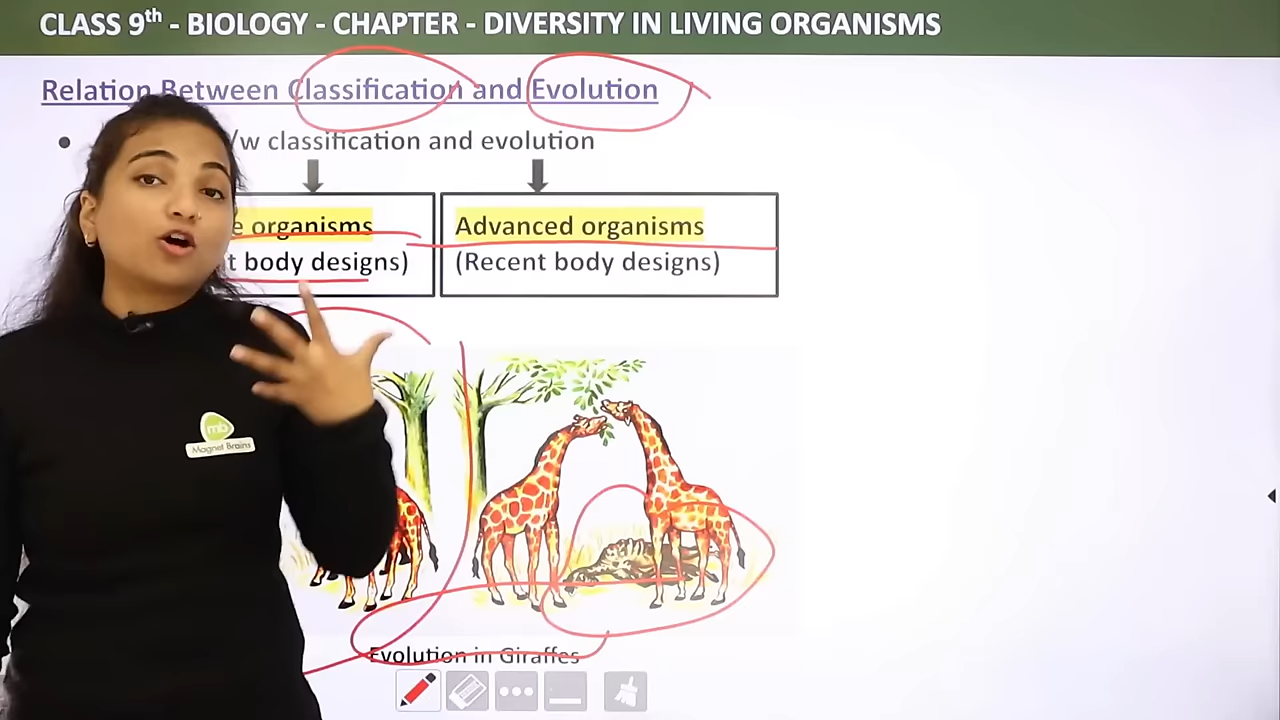 CLASS 9th - BIOLOGY - CHAPTER - DIVERSITY IN LIVING ORGANISMS
Relation Between Classification and Evolution
/w classification and evolution
organisms
body designs)
Advanced organisms
(Recent body designs)
mb
Magnet Brains
Evolution in Giraffes